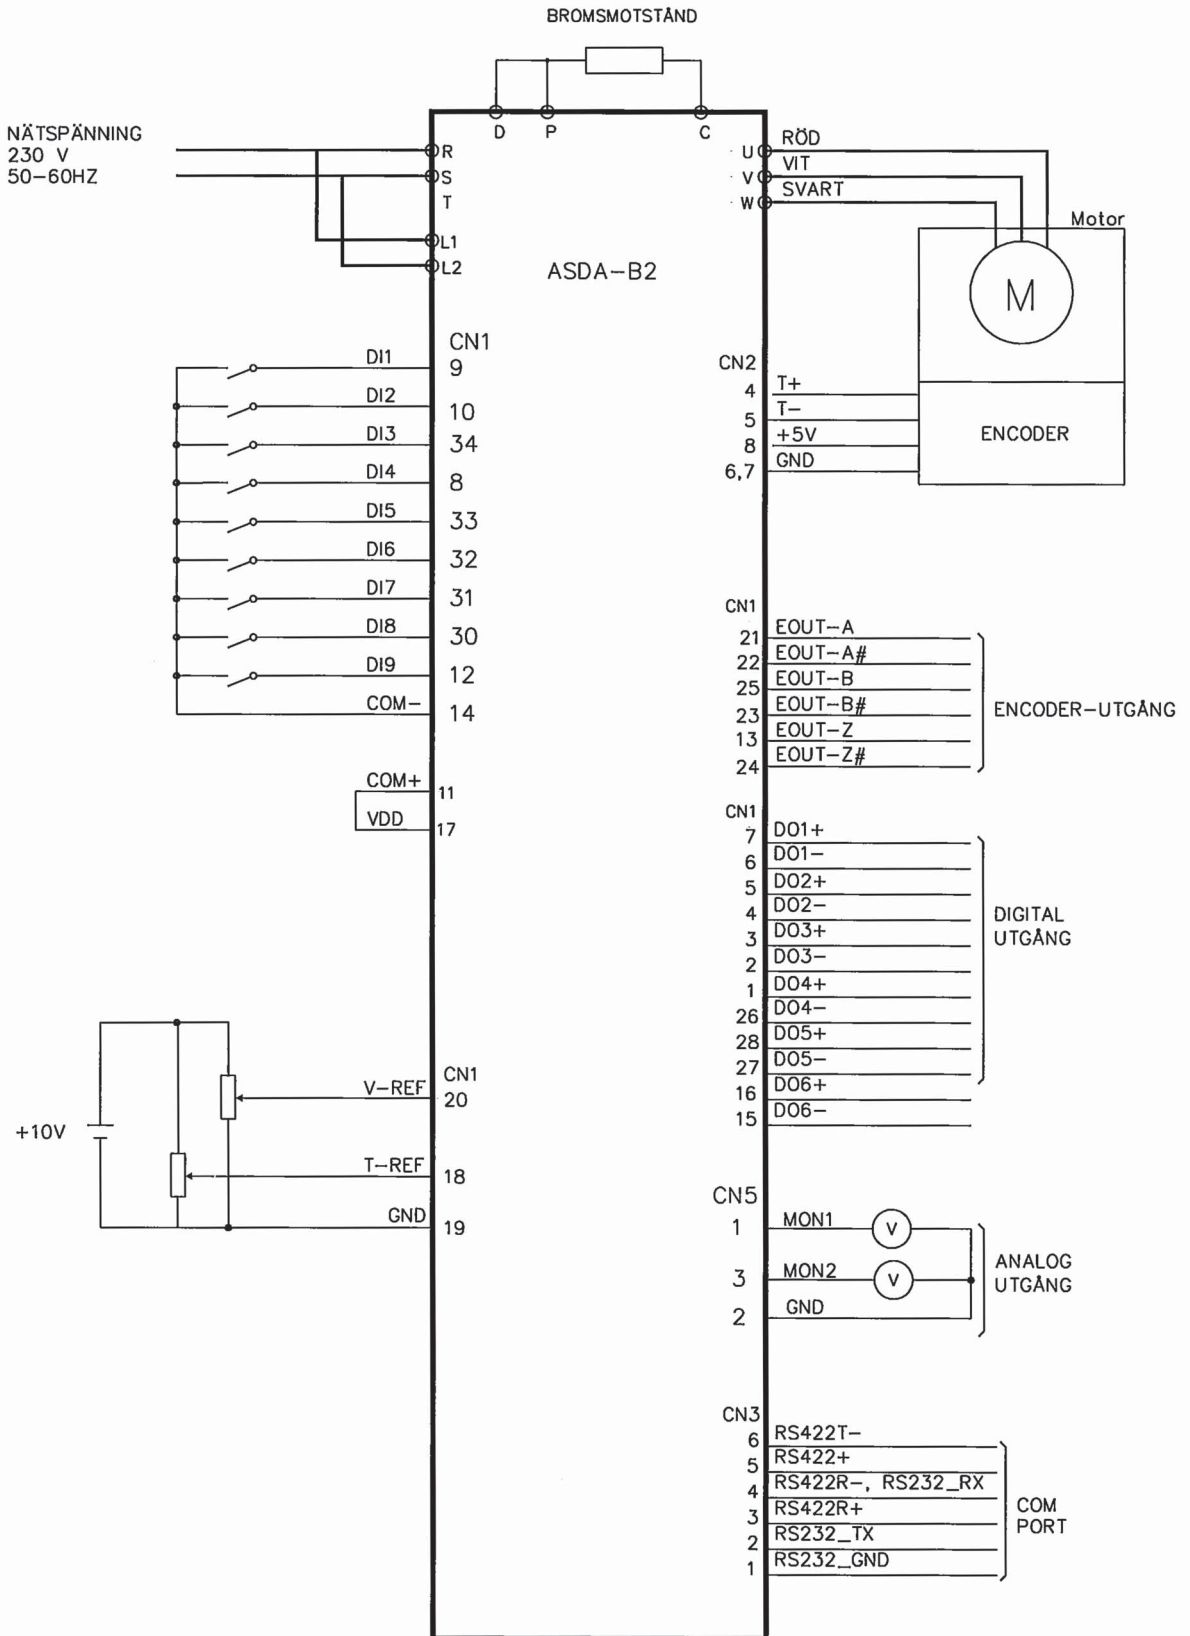 BROMSMOTSTÅND
D P C
NÄTSPÄNNING
230 V
50-60HZ
R
S
T
L1
L2
ASDA-B2
U RÖD
V VIT
W SVART
Motor
M
CN1
DI1 9
DI2 10
DI3 34
DI4 8
DI5 33
DI6 32
DI7 31
DI8 30
DI9 12
COM- 14
COM+ 11
VDD 17
CN2
4 T+
5 T-
8 +5V
6,7 GND
ENCODER
CN1
21 EOUT-A
22 EOUT-A#
25 EOUT-B
23 EOUT-B#
13 EOUT-Z
24 EOUT-Z#
ENCODER-UTGÅNG
CN1
7 DO1+
6 DO1-
5 DO2+
4 DO2-
3 DO3+
2 DO3-
1 DO4+
26 DO4-
28 DO5+
27 DO5-
16 DO6+
15 DO6-
DIGITAL
UTGÅNG
+10V
CN1
V-REF 20
T-REF 18
GND 19
CN5
1 MON1 V
3 MON2 V
2 GND
ANALOG
UTGÅNG
CN3
6 RS422T-
5 RS422+
4 RS422R-, RS232_RX
3 RS422R+
2 RS232_TX
1 RS232_GND
COM
PORT